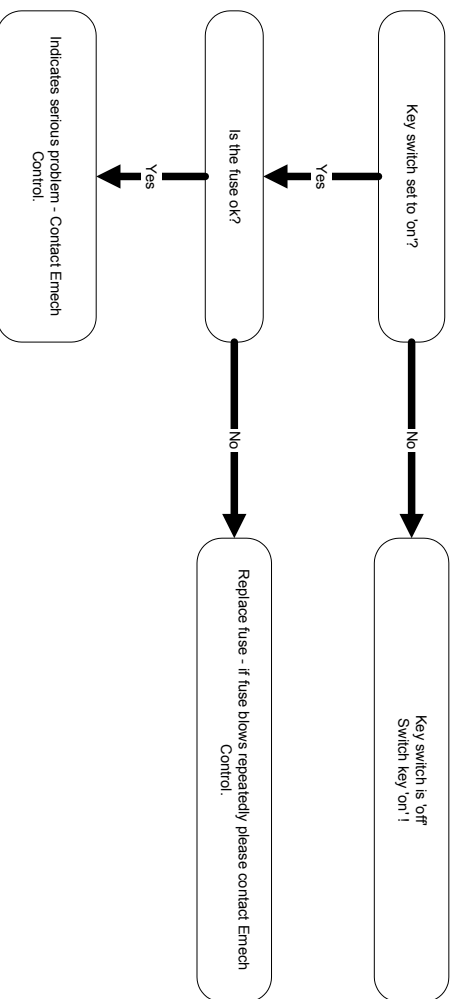 Key switch set to 'on'?
No
Key switch is 'off'
Switch key 'on' !
Yes
Is the fuse ok?
No
Replace fuse - if fuse blows repeatedly please contact Emech
Control.
Yes
Indicates serious problem - Contact Emech
Control.